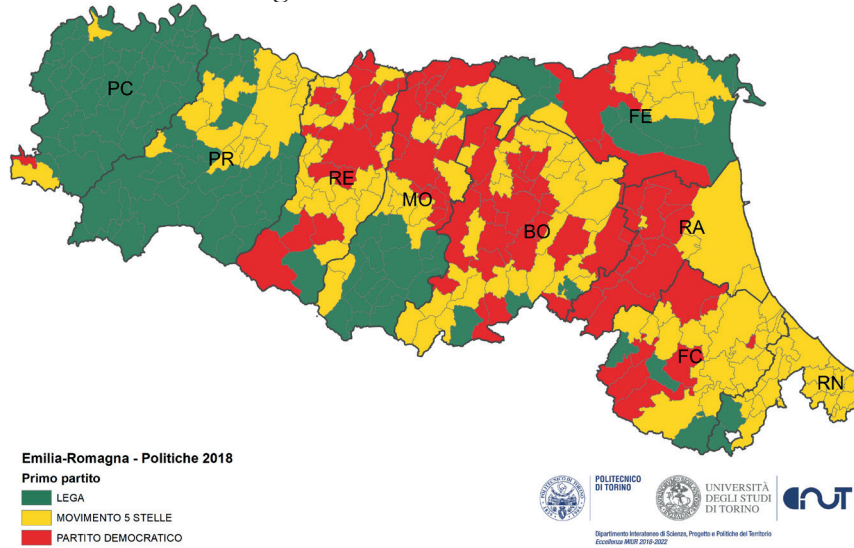 PC
PR
RE
MO
BO
FE
RA
FC
RN
Emilia-Romagna - Politiche 2018
Primo partito
LEGA
MOVIMENTO 5 STELLE
PARTITO DEMOCRATICO
POLITECNICO
DI TORINO
UNIVERSITÀ
DEGLI STUDI
DI TORINO
Dipartimento Interateneo di Scienze, Progetto e Politiche del Territorio
Eccellenza MIUR 2018-2022